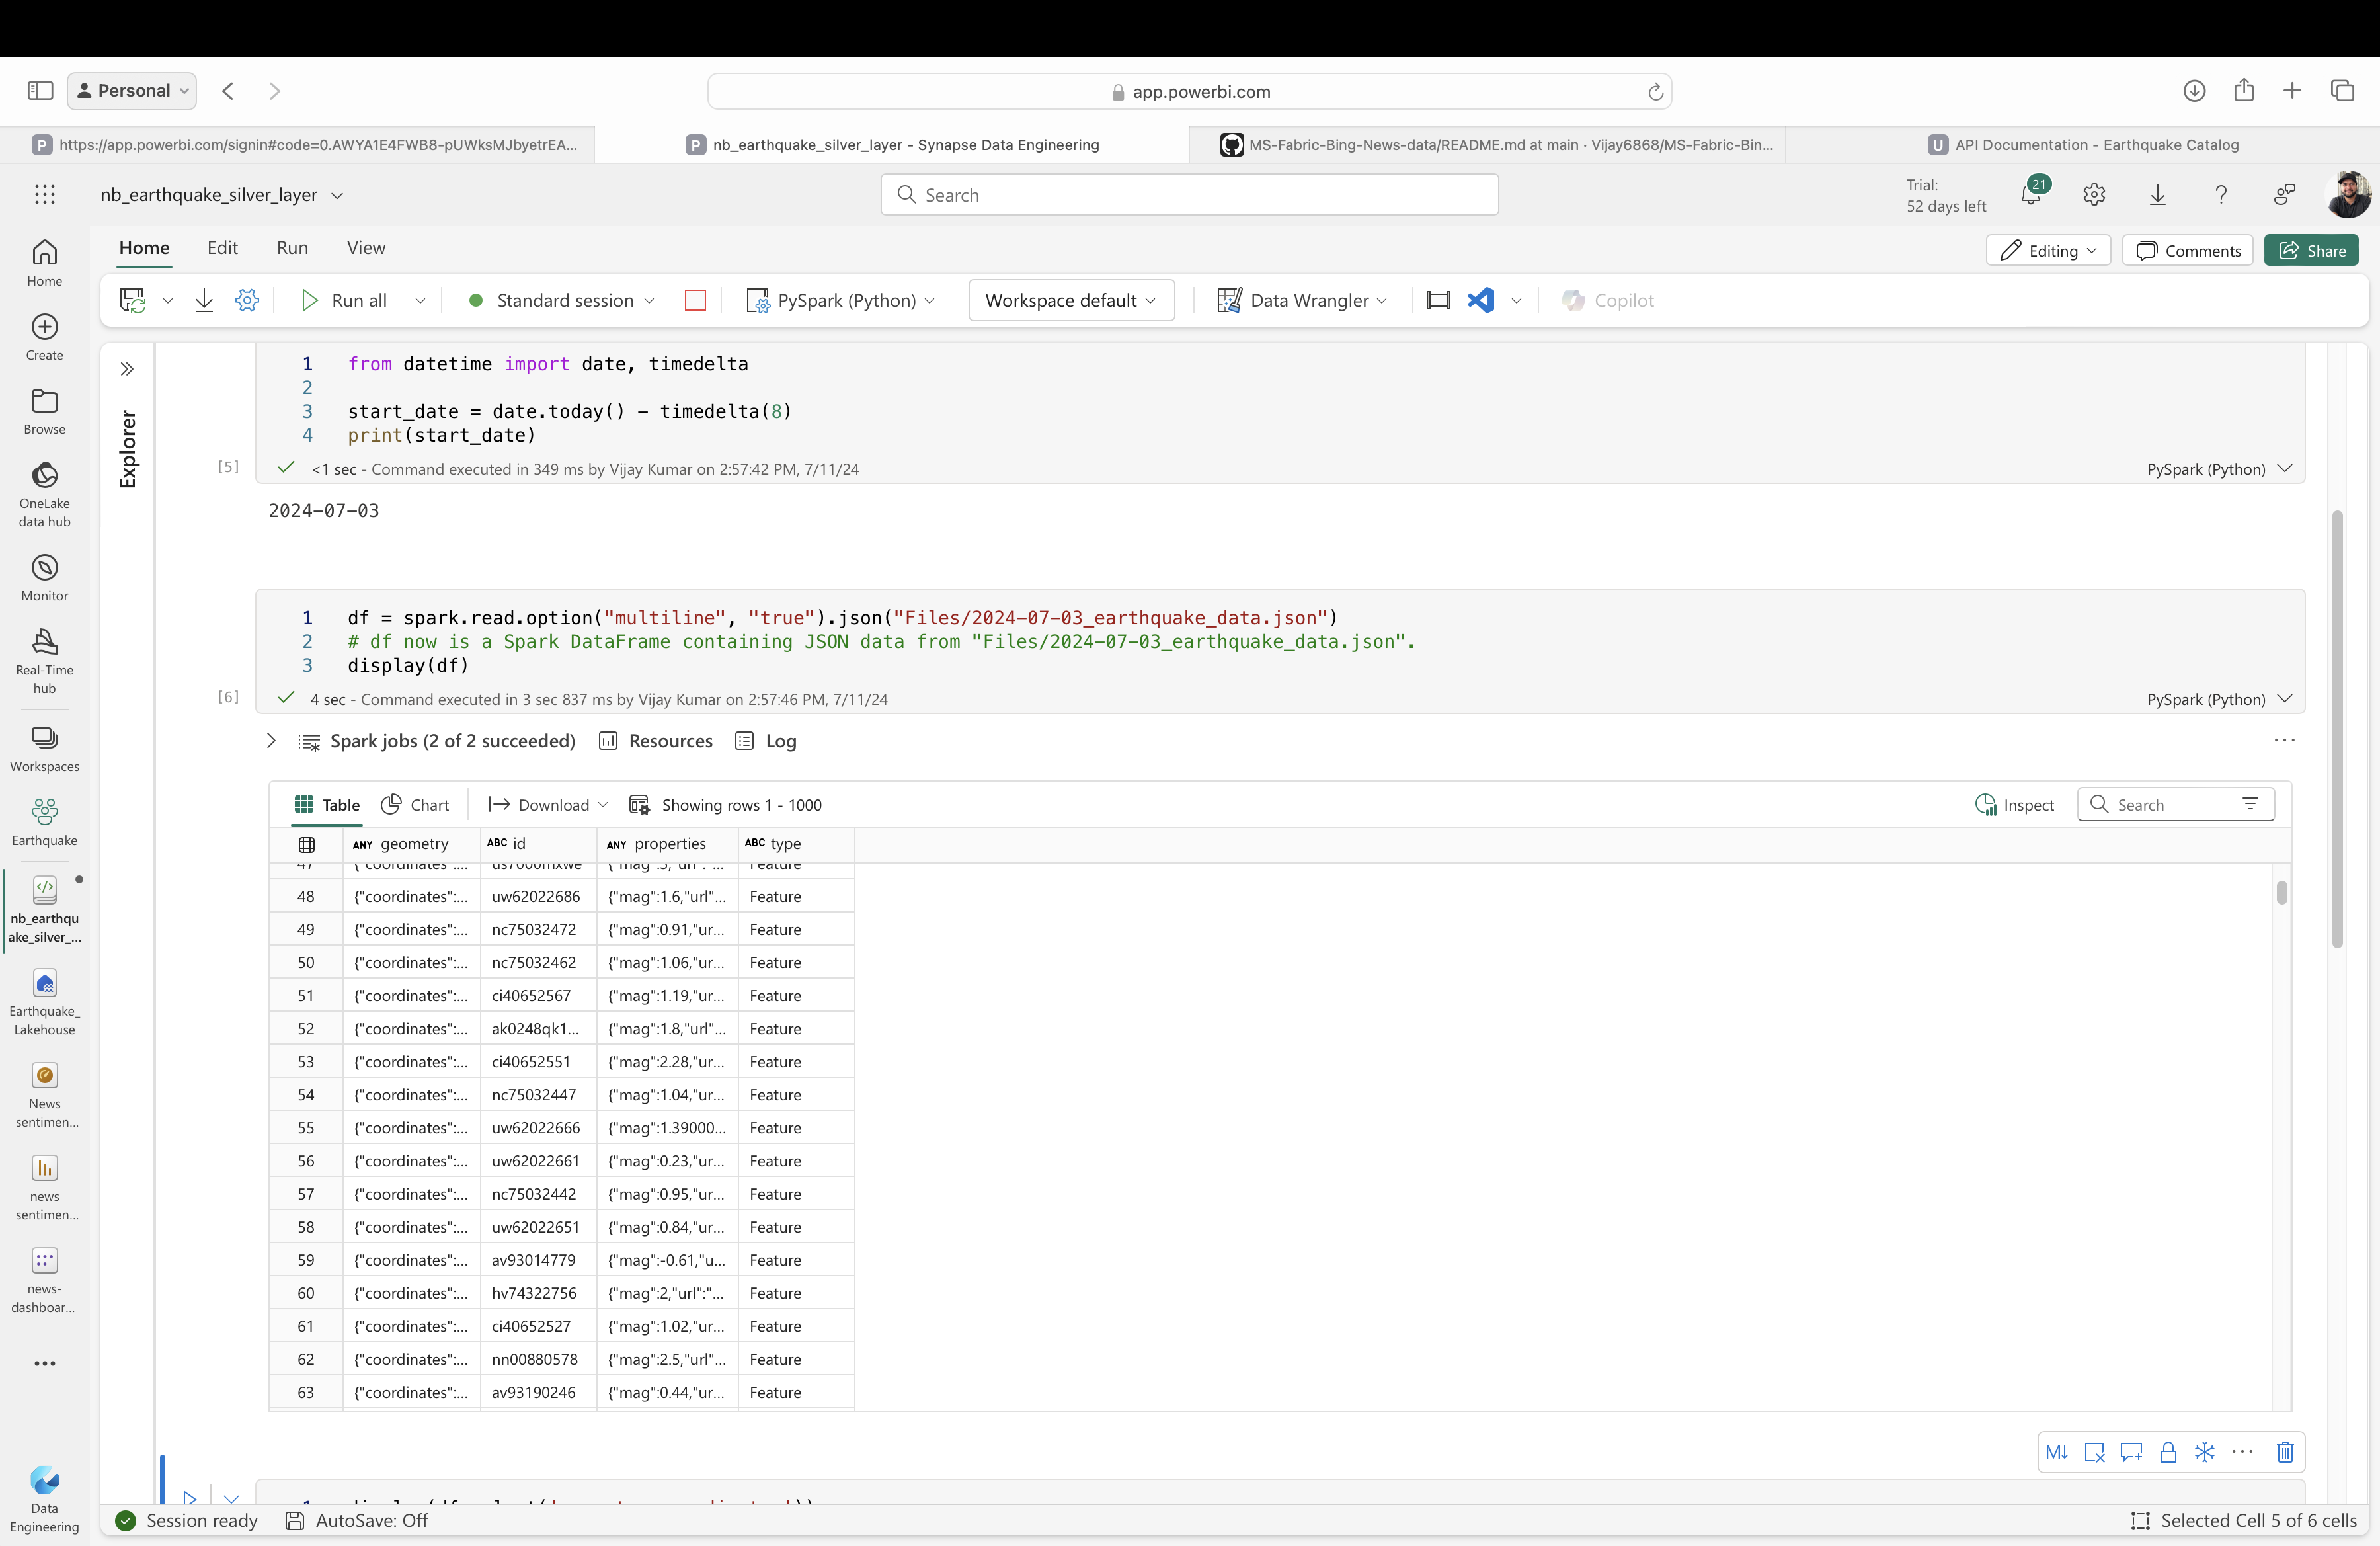 Personal
app.powerbi.com
P https://app.powerbi.com/signin#code=0.AWYA1E4FWB8-pUWksMJbyetrEA...
P nb_earthquake_silver_layer - Synapse Data Engineering
MS-Fabric-Bing-News-data/README.md at main · Vijay6868/MS-Fabric-Bin...
U API Documentation - Earthquake Catalog
nb_earthquake_silver_layer
Search
Trial:
52 days left
21
Home Edit Run View
Editing
Comments
Share
Run all
Standard session
PySpark (Python)
Workspace default
Data Wrangler
Copilot
Home
Create
Browse
OneLake
data hub
Monitor
Real-Time
hub
Workspaces
Earthquake
nb_earthqu
ake_silver_...
Earthquake_
Lakehouse
News
sentimen...
news
sentimen...
news-
dashboar...
Data
Engineering
Explorer
1 from datetime import date, timedelta
2
3 start_date = date.today() - timedelta(8)
4 print(start_date)
[5]
<1 sec - Command executed in 349 ms by Vijay Kumar on 2:57:42 PM, 7/11/24
PySpark (Python)
2024-07-03
1 df = spark.read.option("multiline", "true").json("Files/2024-07-03_earthquake_data.json")
2 # df now is a Spark DataFrame containing JSON data from "Files/2024-07-03_earthquake_data.json".
3 display(df)
[6]
4 sec - Command executed in 3 sec 837 ms by Vijay Kumar on 2:57:46 PM, 7/11/24
PySpark (Python)
Spark jobs (2 of 2 succeeded) Resources Log
Table Chart Download Showing rows 1 - 1000
Inspect
Search
ANY geometry ABC id ANY properties ABC type
47 {"coordinates":... us7000mxwe {"mag":5,"url":"... Feature
48 {"coordinates":... uw62022686 {"mag":1.6,"url"... Feature
49 {"coordinates":... nc75032472 {"mag":0.91,"ur... Feature
50 {"coordinates":... nc75032462 {"mag":1.06,"ur... Feature
51 {"coordinates":... ci40652567 {"mag":1.19,"ur... Feature
52 {"coordinates":... ak0248qk1... {"mag":1.8,"url"... Feature
53 {"coordinates":... ci40652551 {"mag":2.28,"ur... Feature
54 {"coordinates":... nc75032447 {"mag":1.04,"ur... Feature
55 {"coordinates":... uw62022666 {"mag":1.39000... Feature
56 {"coordinates":... uw62022661 {"mag":0.23,"ur... Feature
57 {"coordinates":... nc75032442 {"mag":0.95,"ur... Feature
58 {"coordinates":... uw62022651 {"mag":0.84,"ur... Feature
59 {"coordinates":... av93014779 {"mag":-0.61,"u... Feature
60 {"coordinates":... hv74322756 {"mag":2,"url":"... Feature
61 {"coordinates":... ci40652527 {"mag":1.02,"ur... Feature
62 {"coordinates":... nn00880578 {"mag":2.5,"url"... Feature
63 {"coordinates":... av93190246 {"mag":0.44,"ur... Feature
M↓
Session ready
AutoSave: Off
Selected Cell 5 of 6 cells